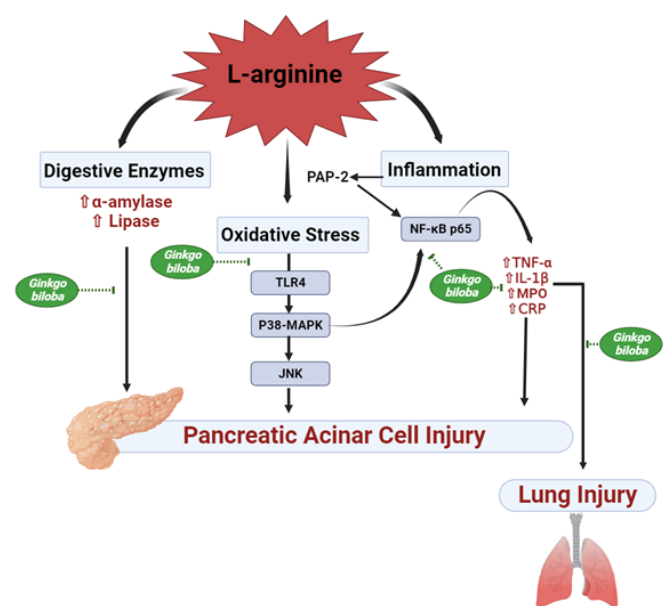 L-arginine
Digestive Enzymes
⇧α-amylase
⇧ Lipase
Inflammation
PAP-2
NF-κB p65
Oxidative Stress
TLR4
P38-MAPK
JNK
⇧TNF-α
⇧IL-1β
⇧MPO
⇧CRP
Ginkgo
biloba
Ginkgo
biloba
Ginkgo
biloba
Ginkgo
biloba
Pancreatic Acinar Cell Injury
Lung Injury